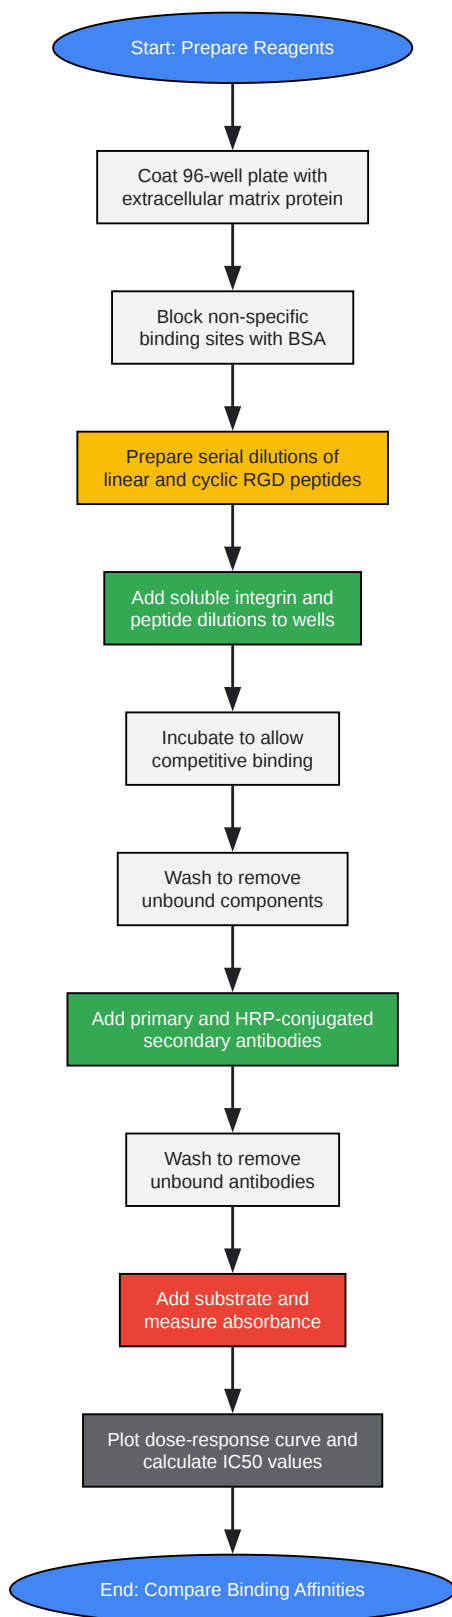 Start: Prepare Reagents
Coat 96-well plate with
extracellular matrix protein
Block non-specific
binding sites with BSA
Prepare serial dilutions of
linear and cyclic RGD peptides
Add soluble integrin and
peptide dilutions to wells
Incubate to allow
competitive binding
Wash to remove
unbound components
Add primary and HRP-conjugated
secondary antibodies
Wash to remove
unbound antibodies
Add substrate and
measure absorbance
Plot dose-response curve and
calculate IC50 values
End: Compare Binding Affinities